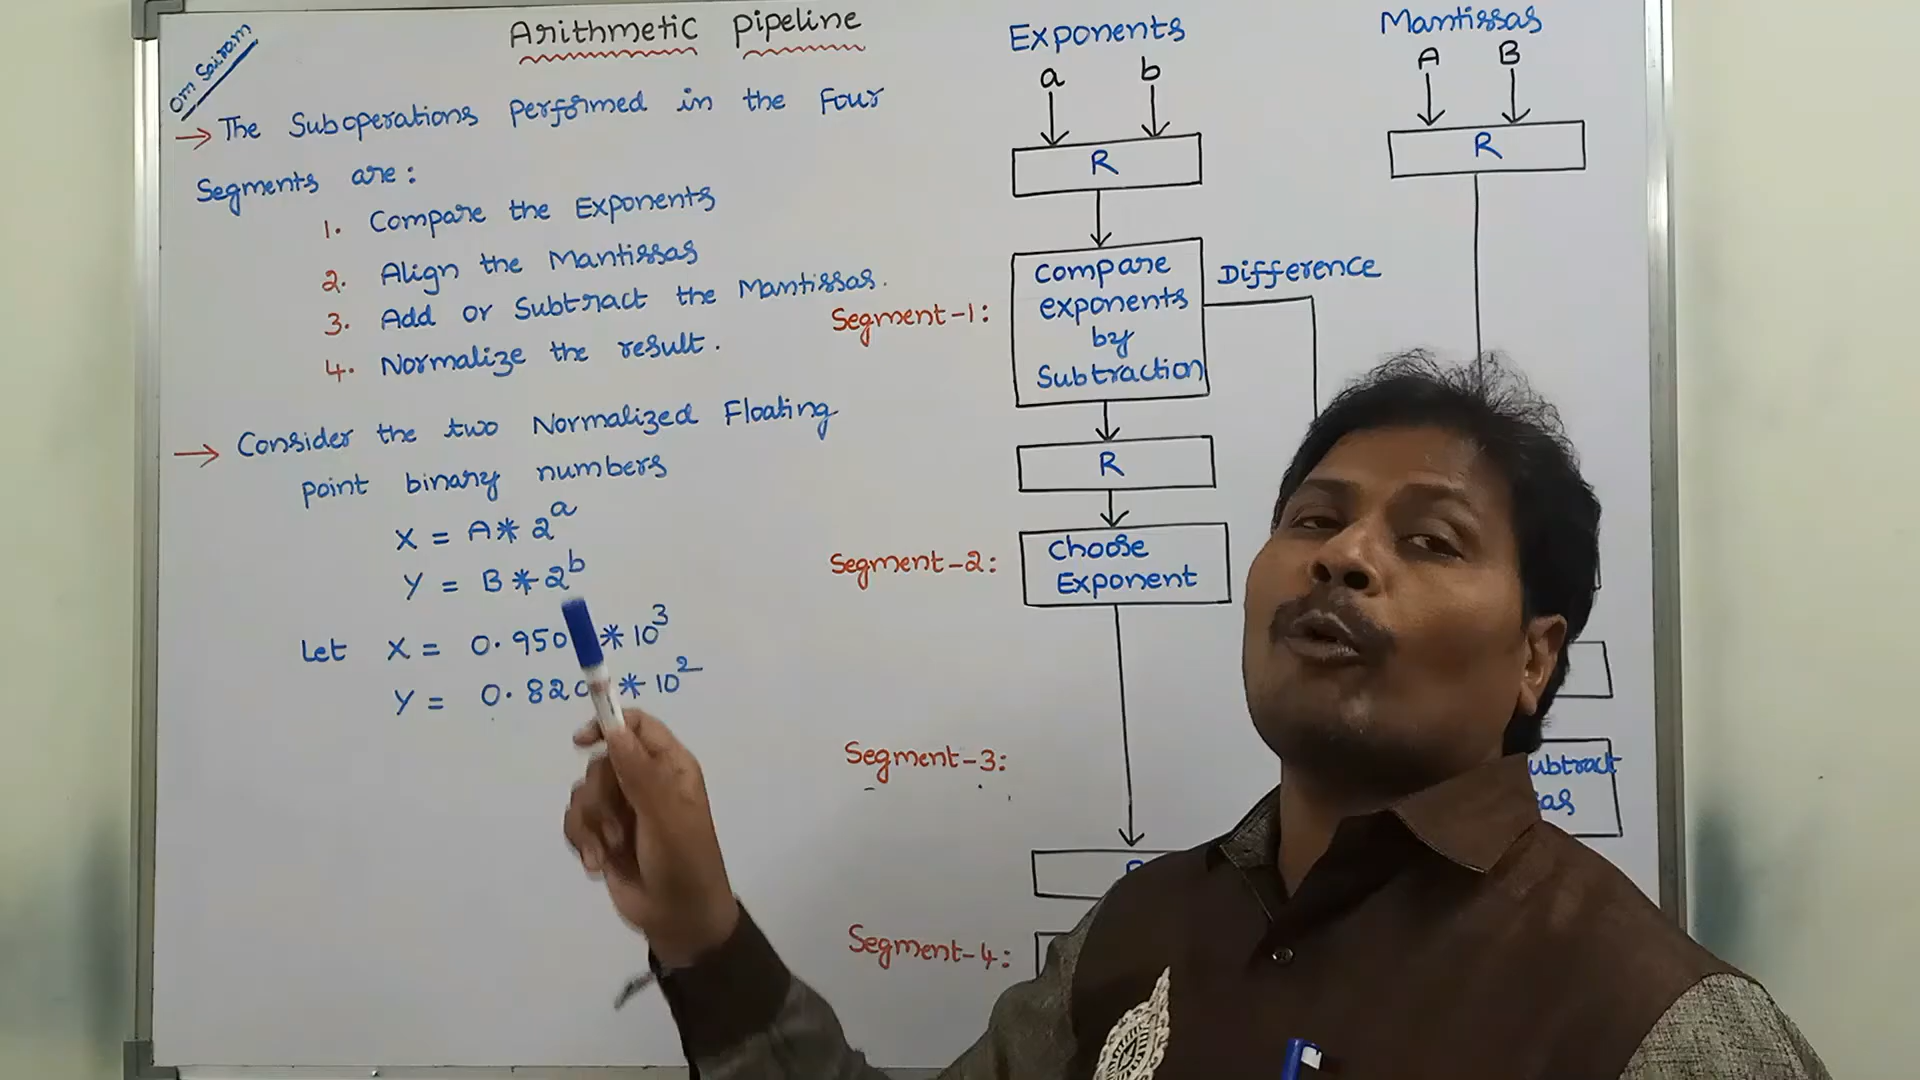 Om Sairam
Arithmetic Pipeline
→ The Suboperations performed in the Four
Segments are:
1. Compare the Exponents
2. Align the Mantissas
3. Add or Subtract the Mantissas.
4. Normalize the result.
→ Consider the two Normalized Floating
point binary numbers
X = A * 2^a
Y = B * 2^b
Let X = 0.950 * 10^3
Y = 0.820 * 10^2
Exponents
a b
R
Segment-1:
Compare
exponents
by
Subtraction
Difference
R
Segment-2:
Choose
Exponent
Segment-3:
R
Segment-4:
Mantissas
A B
R
ubtract
sas